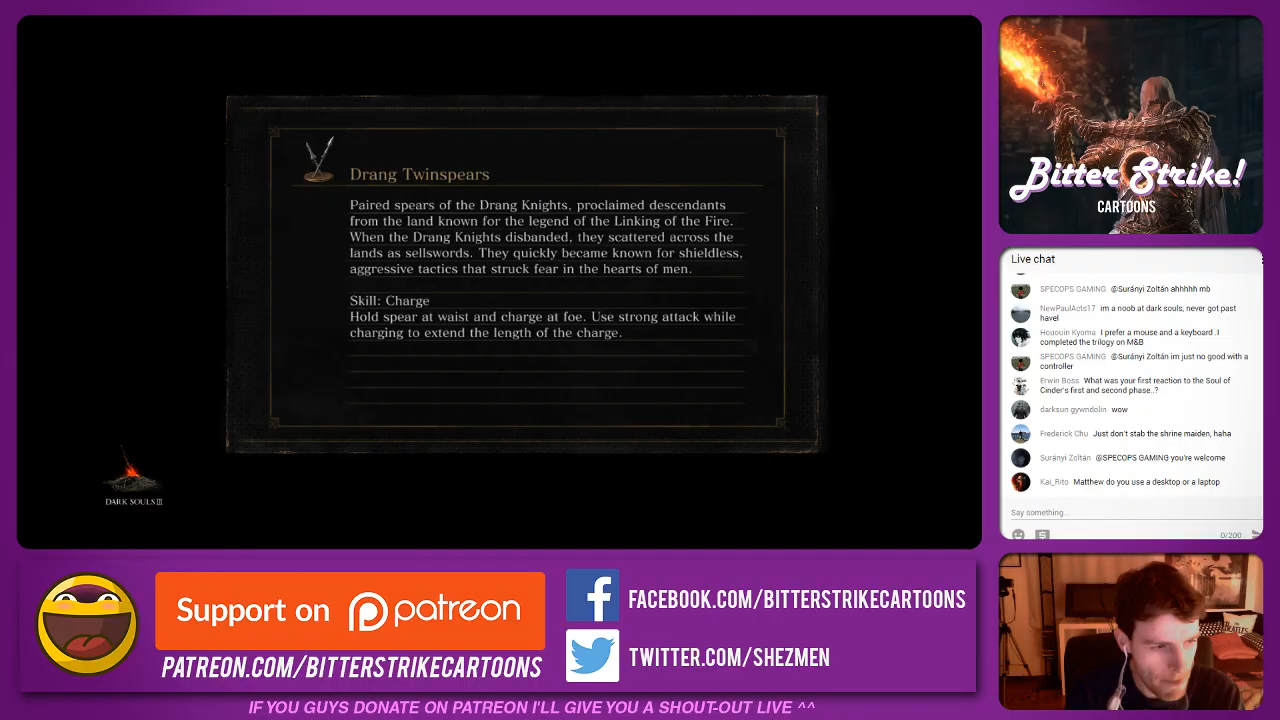 Drang Twinspears
Paired spears of the Drang Knights, proclaimed descendants
from the land known for the legend of the Linking of the Fire.
When the Drang Knights disbanded, they scattered across the
lands as sellswords. They quickly became known for shieldless,
aggressive tactics that struck fear in the hearts of men.
Skill: Charge
Hold spear at waist and charge at foe. Use strong attack while
charging to extend the length of the charge.
DARK SOULS III
Bitter Strike!
CARTOONS
Live chat
SPECOPS GAMING @Surányi Zoltán ahhhhh mb
NewPaulActs17 im a noob at dark souls, never got past
havel
Hououin Kyoma I prefer a mouse and a keyboard .I
completed the trilogy on M&B
SPECOPS GAMING @Surányi Zoltán im just no good with a
controller
Erwin Boss What was your first reaction to the Soul of
Cinder's first and second phase..?
darksun gywndolin wow
Frederick Chu Just don't stab the shrine maiden, haha
Surányi Zoltán @SPECOPS GAMING you're welcome
Kai_Rito Matthew do you use a desktop or a laptop
Say something...
0/200
Support on patreon
PATREON.COM/BITTERSTRIKECARTOONS
FACEBOOK.COM/BITTERSTRIKECARTOONS
TWITTER.COM/SHEZMEN
IF YOU GUYS DONATE ON PATREON I'LL GIVE YOU A SHOUT-OUT LIVE ^^